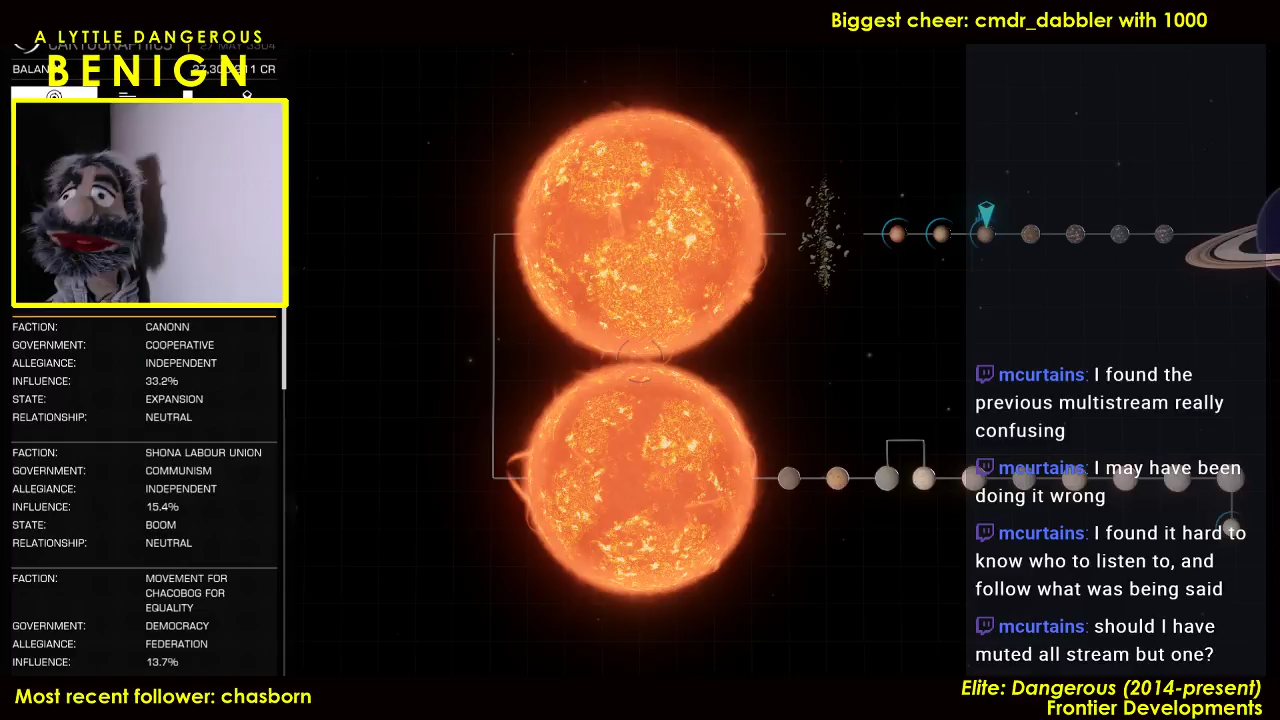 A LYTTLE DANGEROUS
BENIGN
Biggest cheer: cmdr_dabbler with 1000
CARTOGRAPHICS 27 MAY 3304
CR
FACTION: CANONN
GOVERNMENT: COOPERATIVE
ALLEGIANCE: INDEPENDENT
INFLUENCE: 33.2%
STATE: EXPANSION
RELATIONSHIP: NEUTRAL
FACTION: SHONA LABOUR UNION
GOVERNMENT: COMMUNISM
ALLEGIANCE: INDEPENDENT
INFLUENCE: 15.4%
STATE: BOOM
RELATIONSHIP: NEUTRAL
FACTION: MOVEMENT FOR
CHACOBOG FOR
EQUALITY
GOVERNMENT: DEMOCRACY
ALLEGIANCE: FEDERATION
INFLUENCE: 13.7%
mcurtains: I found the
previous multistream really
confusing
mcurtains: I may have been
doing it wrong
mcurtains: I found it hard to
know who to listen to, and
follow what was being said
mcurtains: should I have
muted all stream but one?
Most recent follower: chasborn
Elite: Dangerous (2014-present)
Frontier Developments